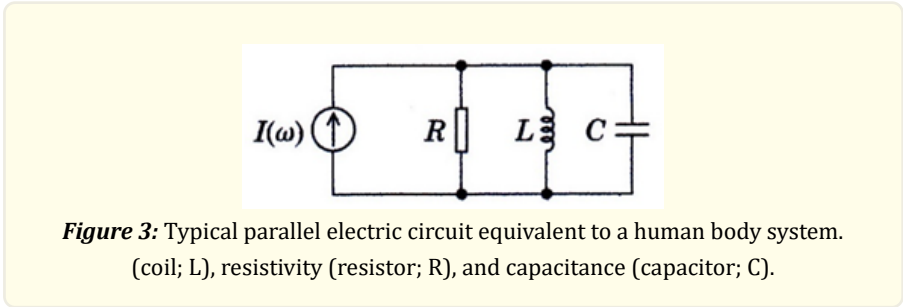 I(ω)
R
L
C
Figure 3: Typical parallel electric circuit equivalent to a human body system.
(coil; L), resistivity (resistor; R), and capacitance (capacitor; C).